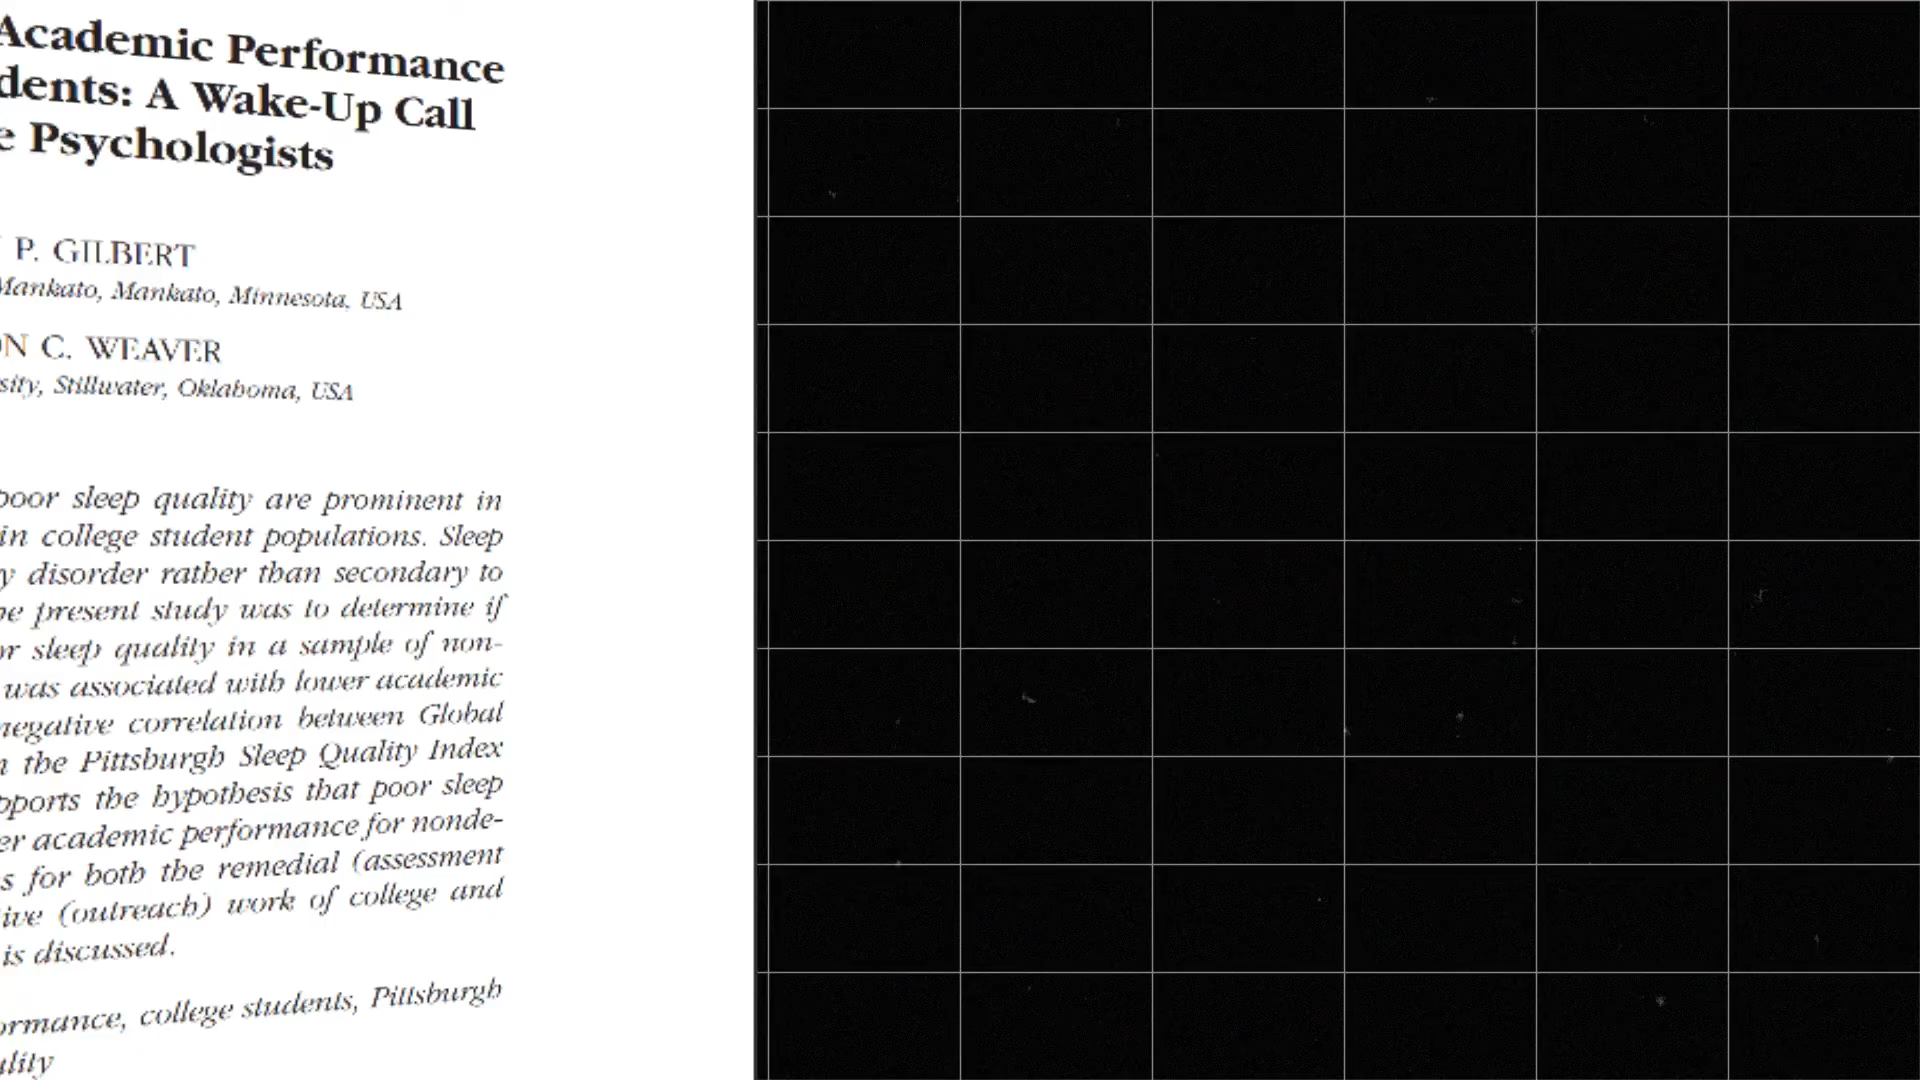 Academic Performance
dents: A Wake-Up Call
e Psychologists
P. GILBERT
Mankato, Mankato, Minnesota, USA
ON C. WEAVER
sity, Stillwater, Oklahoma, USA
poor sleep quality are prominent in
in college student populations. Sleep
y disorder rather than secondary to
he present study was to determine if
or sleep quality in a sample of non-
was associated with lower academic
negative correlation between Global
n the Pittsburgh Sleep Quality Index
pports the hypothesis that poor sleep
er academic performance for nonde-
s for both the remedial (assessment
ive (outreach) work of college and
is discussed.
ormance, college students, Pittsburgh
ality